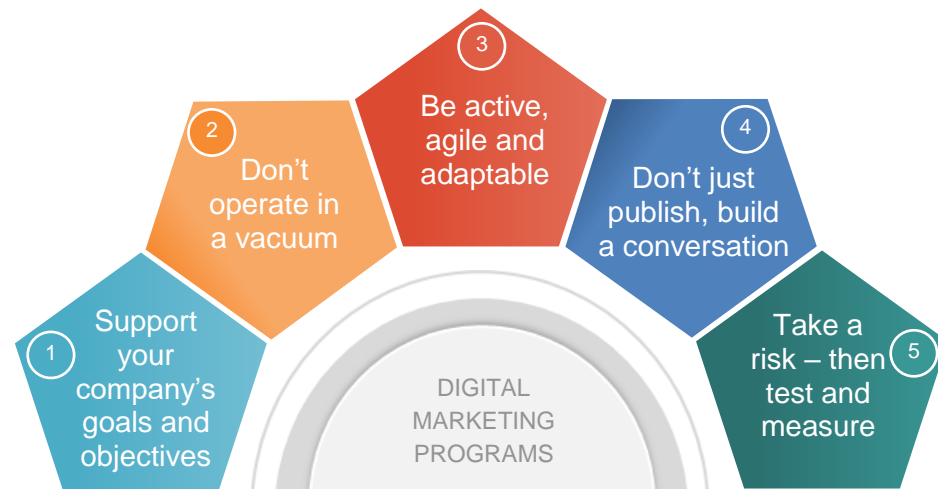 1
Support
your
company’s
goals and
objectives
2
Don’t
operate in
a vacuum
3
Be active,
agile and
adaptable
4
Don’t just
publish, build
a conversation
5
Take a
risk – then
test and
measure
DIGITAL
MARKETING
PROGRAMS